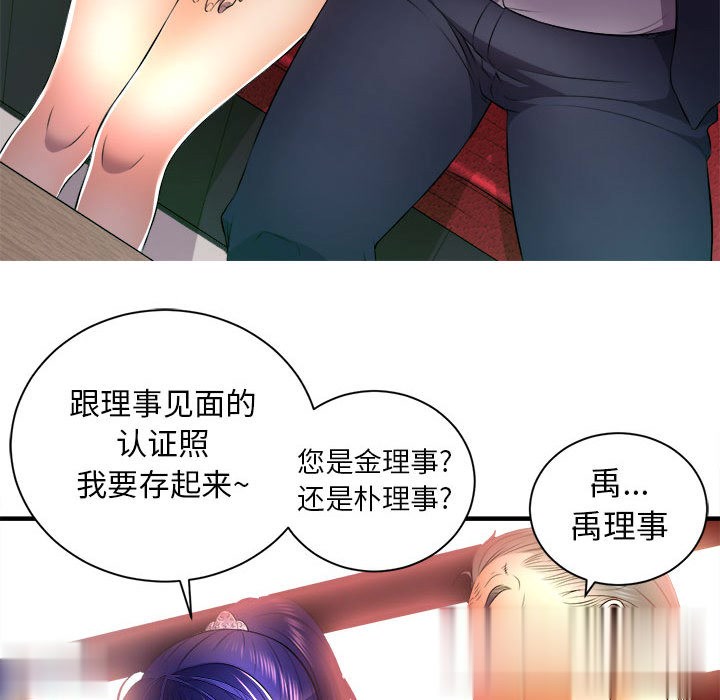 跟理事见面的
认证照
我要存起来~
您是金理事?
还是朴理事?
禹...
禹理事